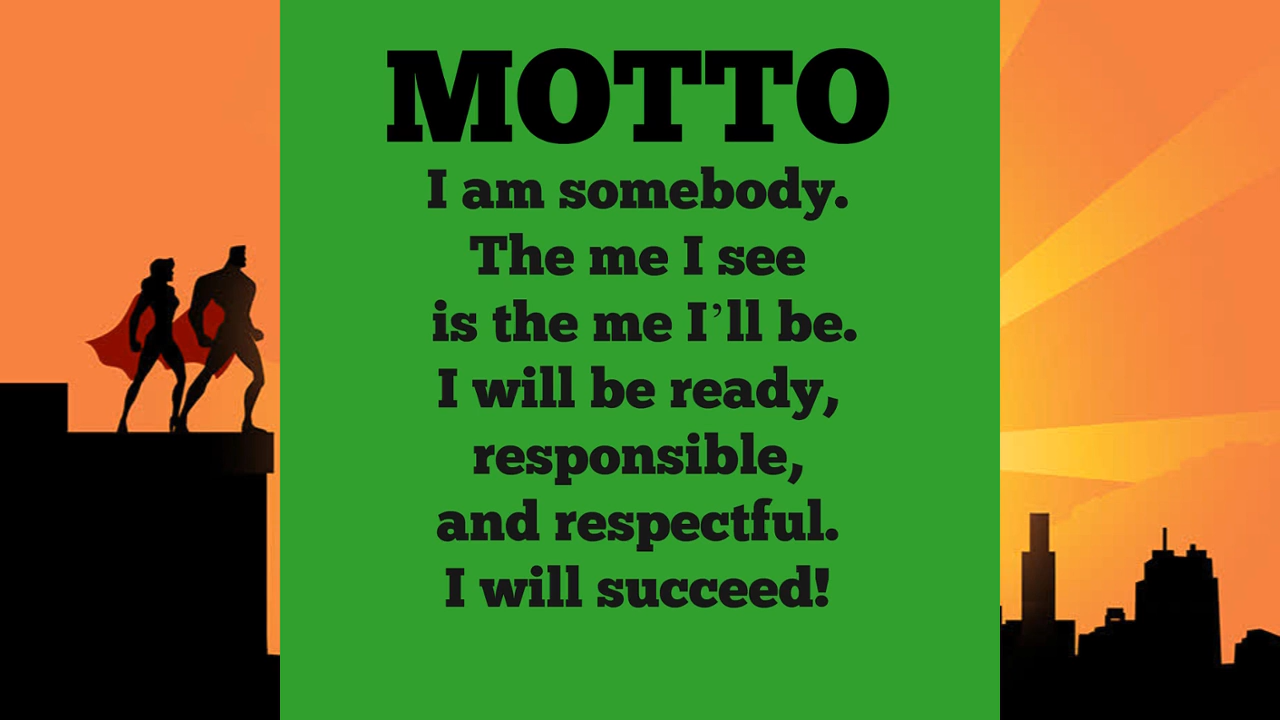 MOTTO
I am somebody.
The me I see
is the me I’ll be.
I will be ready,
responsible,
and respectful.
I will succeed!